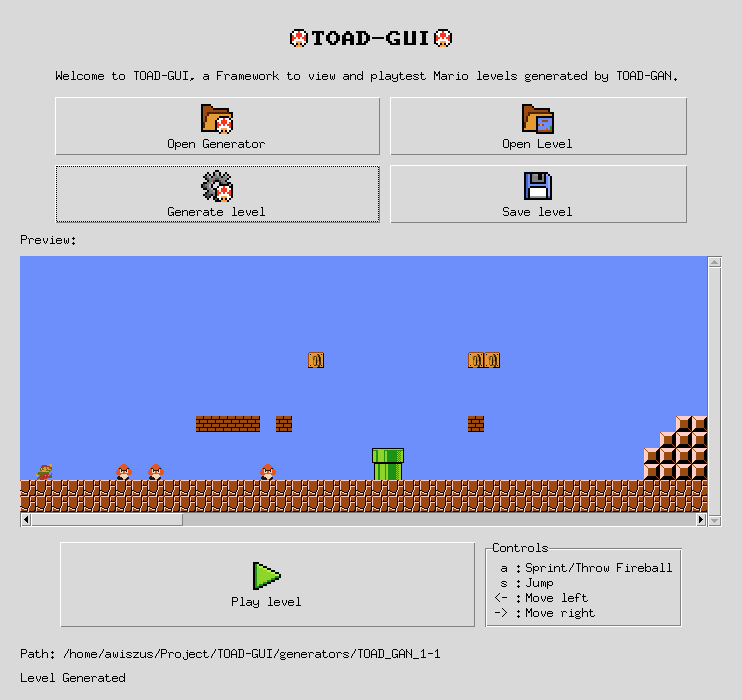 TOAD-GUI
Welcome to TOAD-GUI, a Framework to view and playtest Mario levels generated by TOAD-GAN.
Open Generator
Open Level
Generate level
Save level
Preview:
Play level
Controls
a : Sprint/Throw Fireball
s : Jump
<- : Move left
-> : Move right
Path: /home/awiszus/Project/TOAD-GUI/generators/TOAD_GAN_1-1
Level Generated